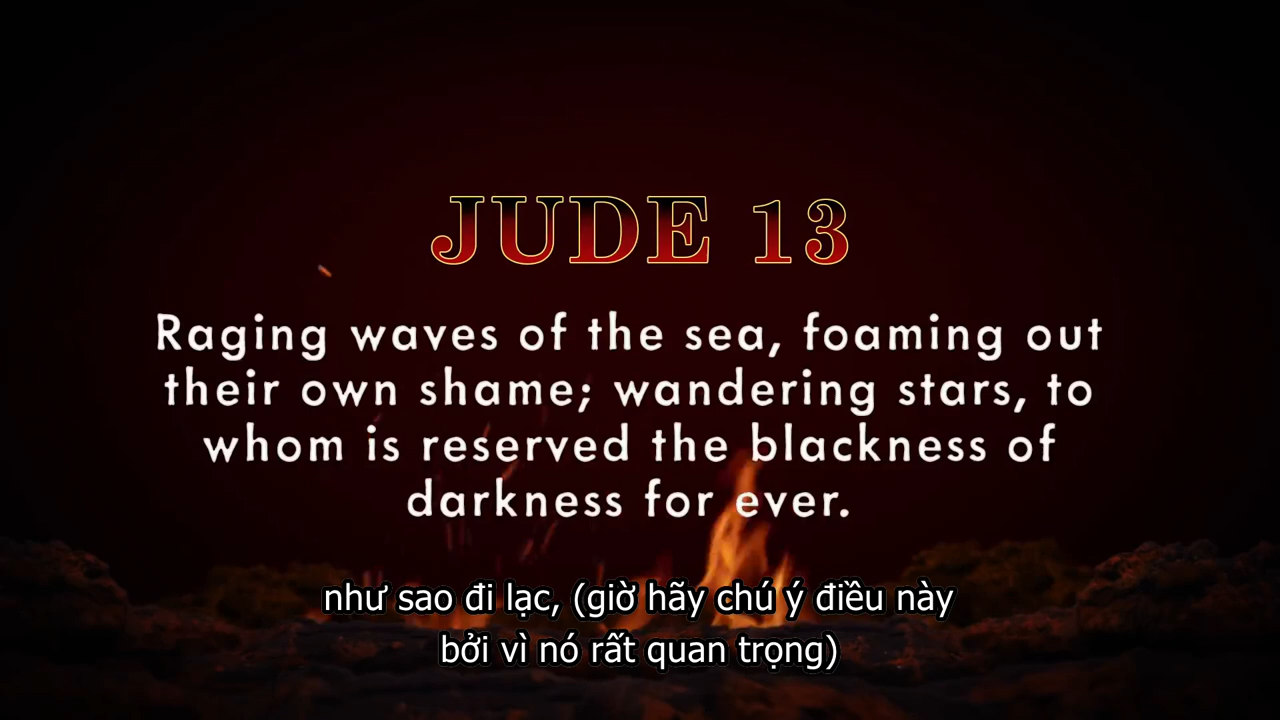 JUDE 13
Raging waves of the sea, foaming out
their own shame; wandering stars, to
whom is reserved the blackness of
darkness for ever.
như sao đi lạc, (giờ hãy chú ý điều này
bởi vì nó rất quan trọng)